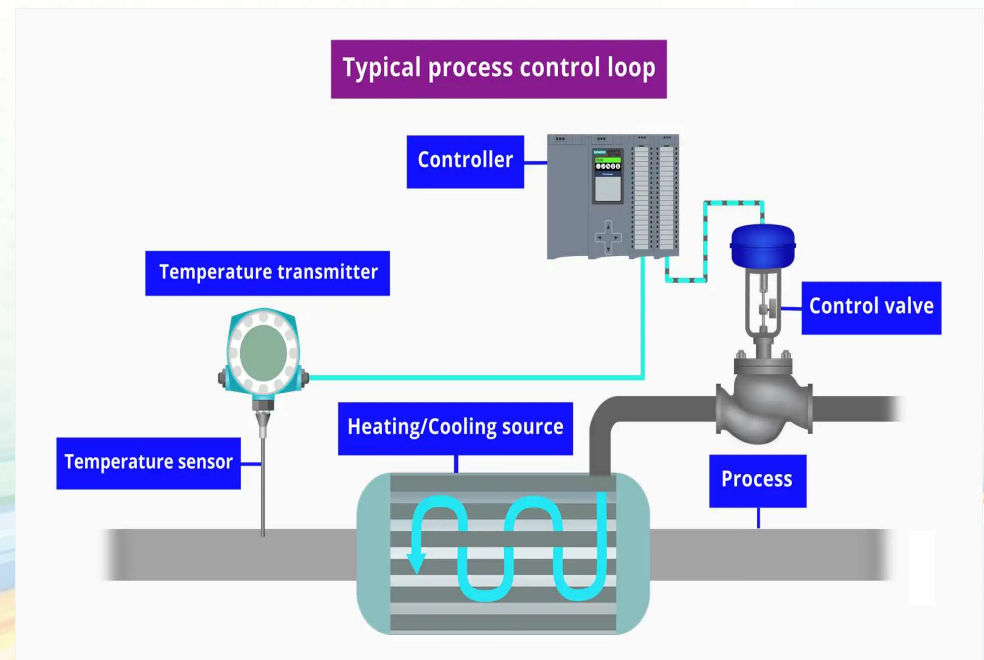 Typical process control loop
Controller
Temperature transmitter
Control valve
Heating/Cooling source
Temperature sensor
Process